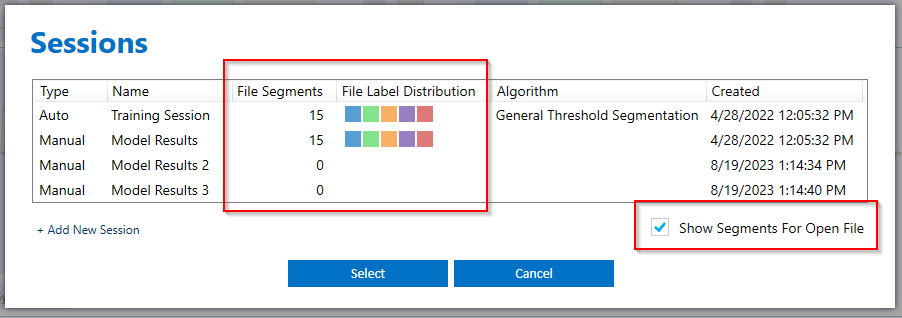 Sessions
Type Name File Segments File Label Distribution Algorithm Created
Auto Training Session 15 General Threshold Segmentation 4/28/2022 12:05:32 PM
Manual Model Results 15 4/28/2022 12:05:32 PM
Manual Model Results 2 0 8/19/2023 1:14:34 PM
Manual Model Results 3 0 8/19/2023 1:14:40 PM
+ Add New Session
Show Segments For Open File
Select Cancel